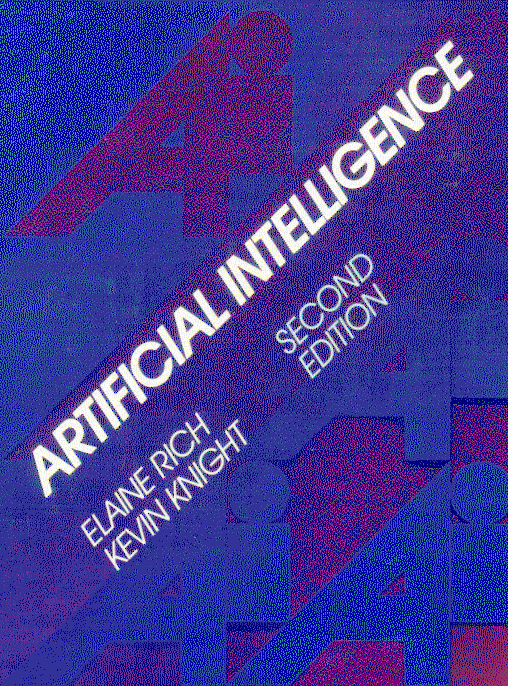 ARTIFICIAL INTELLIGENCE
SECOND
EDITION
ELAINE RICH
KEVIN KNIGHT